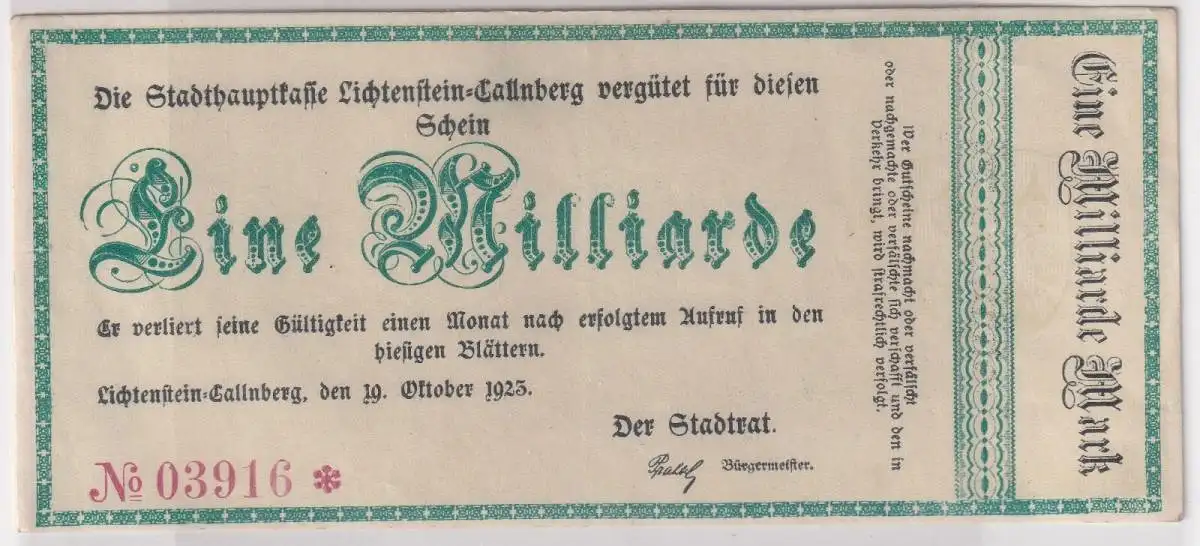 Die Stadthauptkasse Lichtenstein-Callnberg vergütet für diesen
Schein
Eine Milliarde
Er verliert seine Gültigkeit einen Monat nach erfolgtem Aufruf in den
hiesigen Blättern.
Lichtenstein-Callnberg, den 19. Oktober 1923.
Der Stadtrat.
Bürgermeister.
№ 03916 *
Wer Gutscheine nachmacht oder verfälscht
oder nachgemachte oder verfälschte sich verschafft und den in
Verkehr bringt, wird strafrechtlich verfolgt.
Eine Milliarde Mark